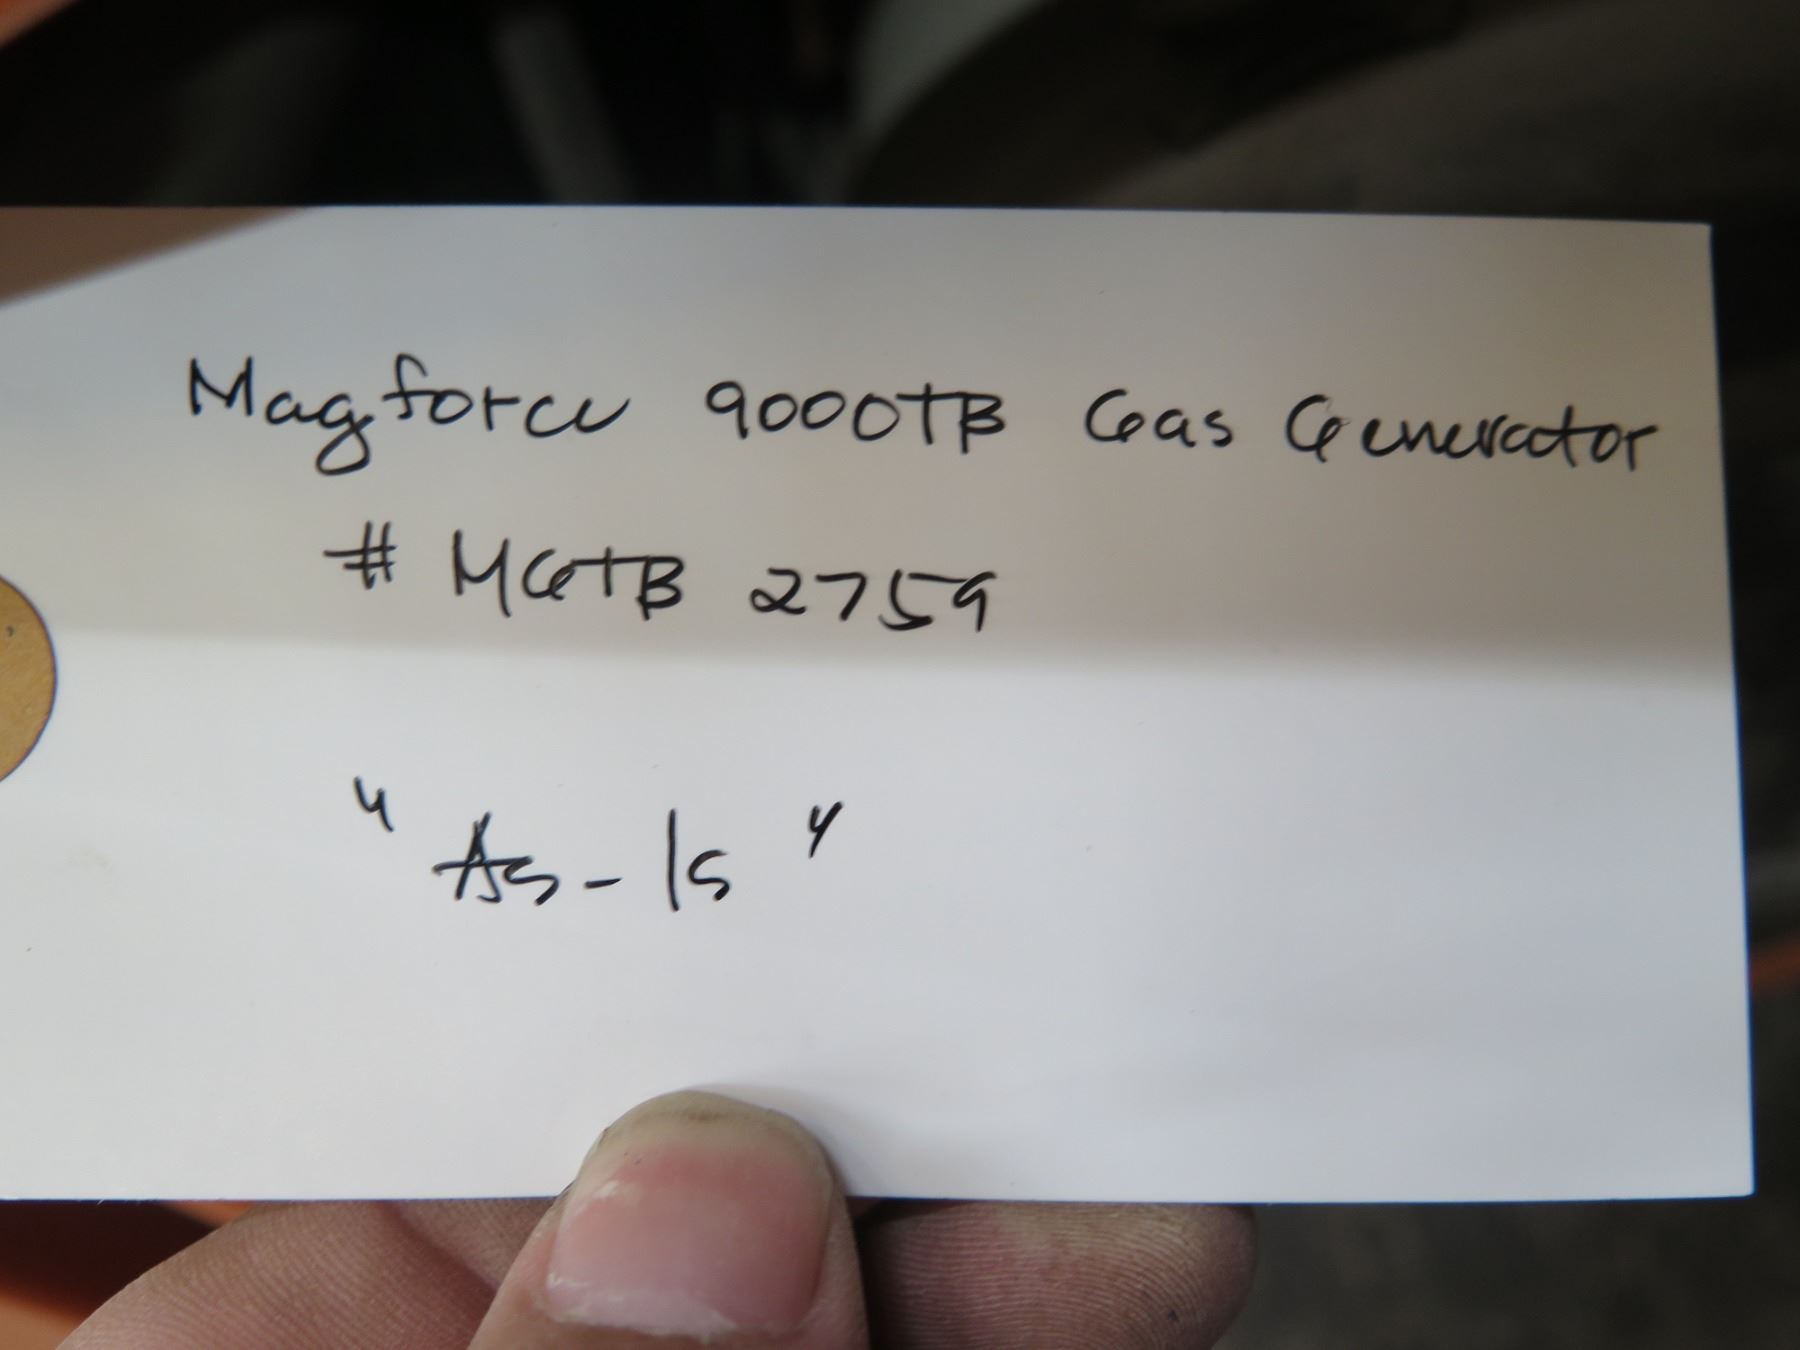 Magforce 9000TB Gas Generator
# MGTB 2759
"As-Is"